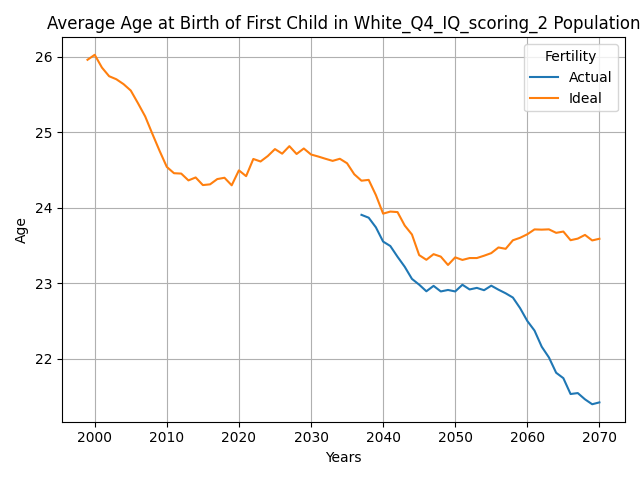 Average Age at Birth of First Child in White_Q4_IQ_scoring_2 Population
Fertility
Actual
Ideal
26
25
24
23
22
Age
2000 2010 2020 2030 2040 2050 2060 2070
Years